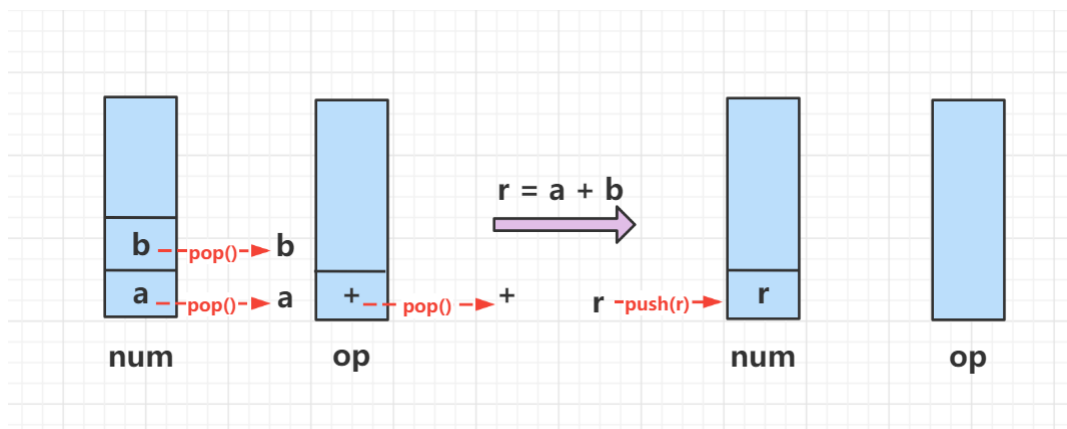 r = a + b
b pop() b
a pop() a + pop() + r push(r) r
num op num op